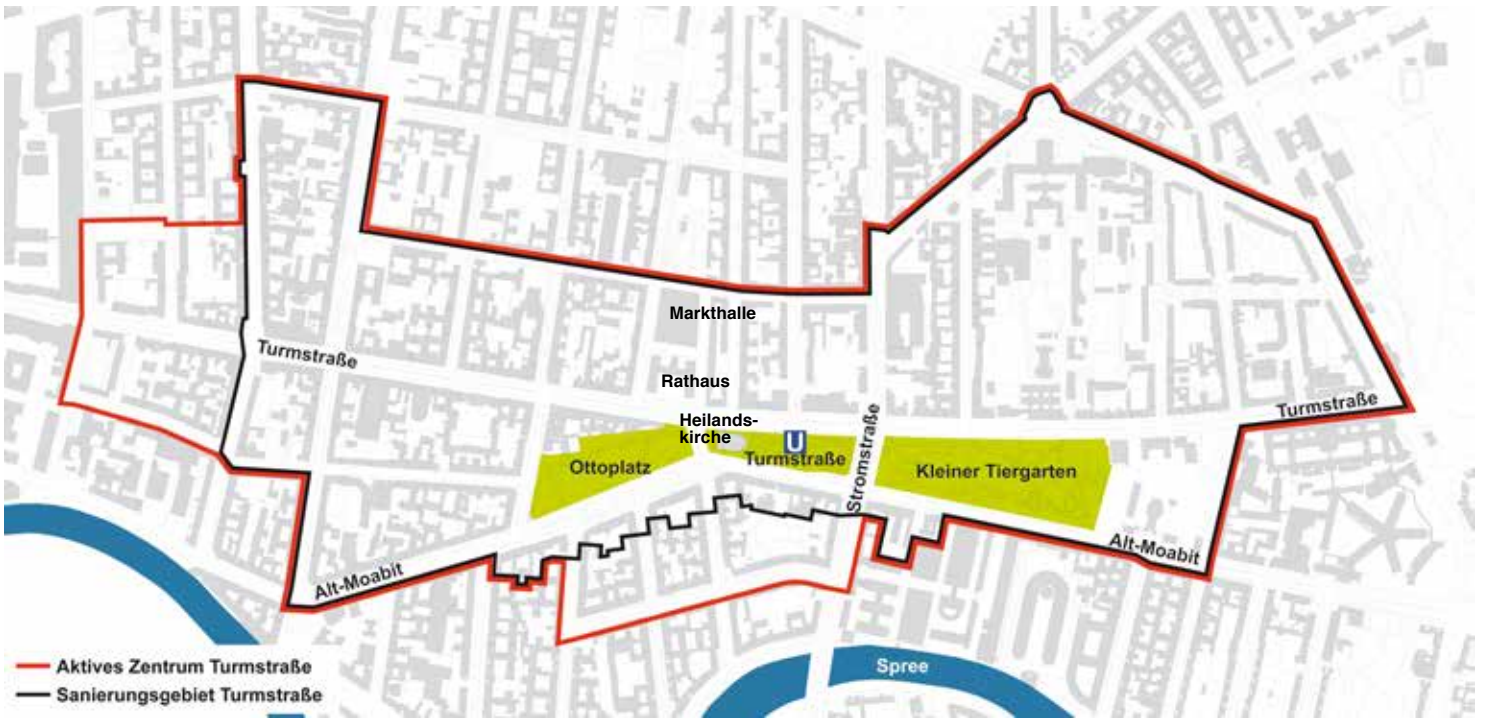 Markthalle
Turmstraße
Rathaus
Turmstraße
Heilands-
kirche
U
Turmstraße
Stromstraße
Ottoplatz
Kleiner Tiergarten
Alt-Moabit
Alt-Moabit
Spree
Aktives Zentrum Turmstraße
Sanierungsgebiet Turmstraße